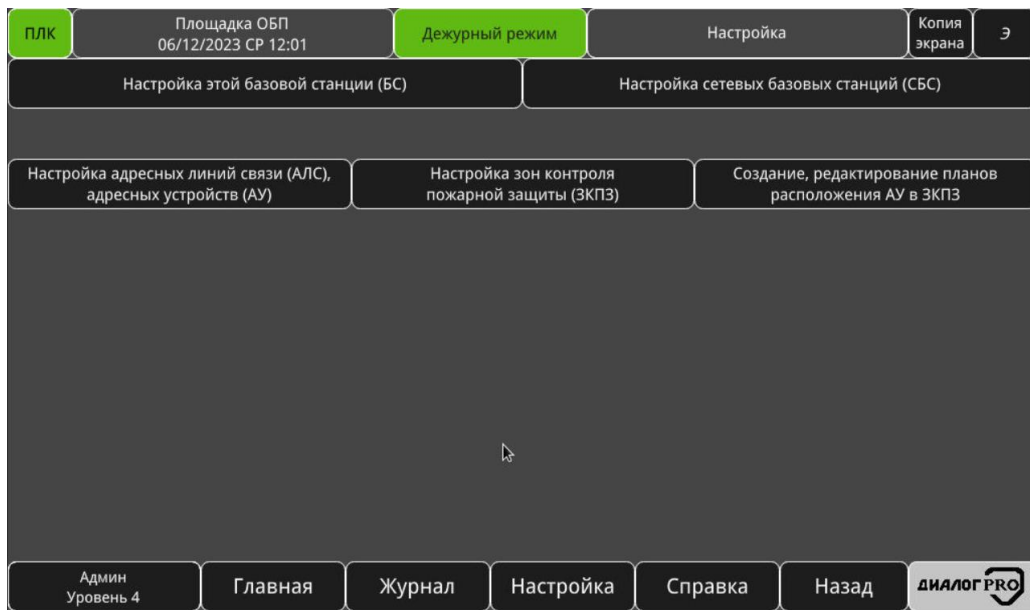 ПЛК
Площадка ОБП
06/12/2023 СР 12:01
Дежурный режим
Настройка
Копия
экрана
Э
Настройка этой базовой станции (БС)
Настройка сетевых базовых станций (СБС)
Настройка адресных линий связи (АЛС),
адресных устройств (АУ)
Настройка зон контроля
пожарной защиты (ЗКПЗ)
Создание, редактирование планов
расположения АУ в ЗКПЗ
Админ
Уровень 4
Главная
Журнал
Настройка
Справка
Назад
ДИАЛОГ PRO